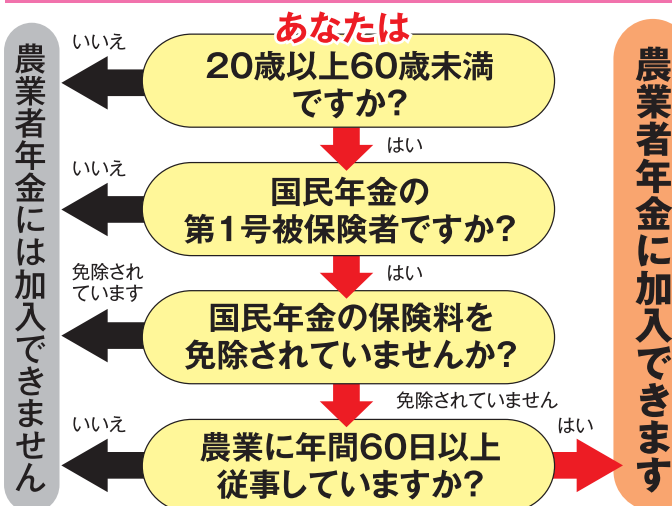 あなたは
20歳以上60歳未満
ですか?
いいえ
はい
国民年金の
第1号被保険者ですか?
いいえ
はい
国民年金の保険料を
免除されていませんか?
免除され
ています
免除されていません
農業に年間60日以上
従事していますか?
いいえ
はい
農業者年金には加入できません
農業者年金に加入できます